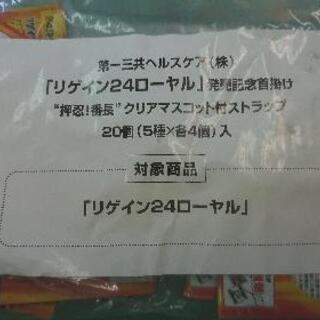 第一三共ヘルスケア(株)
「リゲイン24ローヤル」発売記念首掛け
“押忍!番長”クリアマスコット付ストラップ
20個(5種×各4個)入
対象商品
「リゲイン24ローヤル」